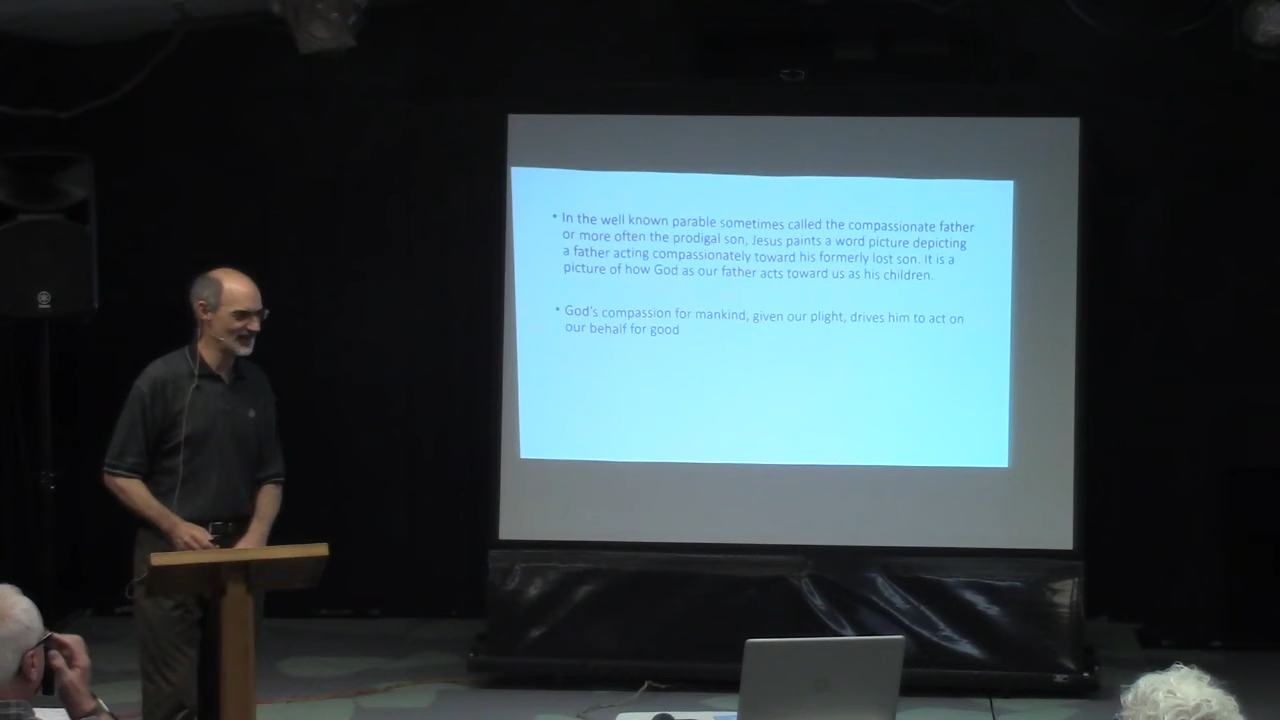 • In the well known parable sometimes called the compassionate father
or more often the prodigal son, Jesus paints a word picture depicting
a father acting compassionately toward his formerly lost son. It is a
picture of how God as our father acts toward us as his children.
• God's compassion for mankind, given our plight, drives him to act on
our behalf for good